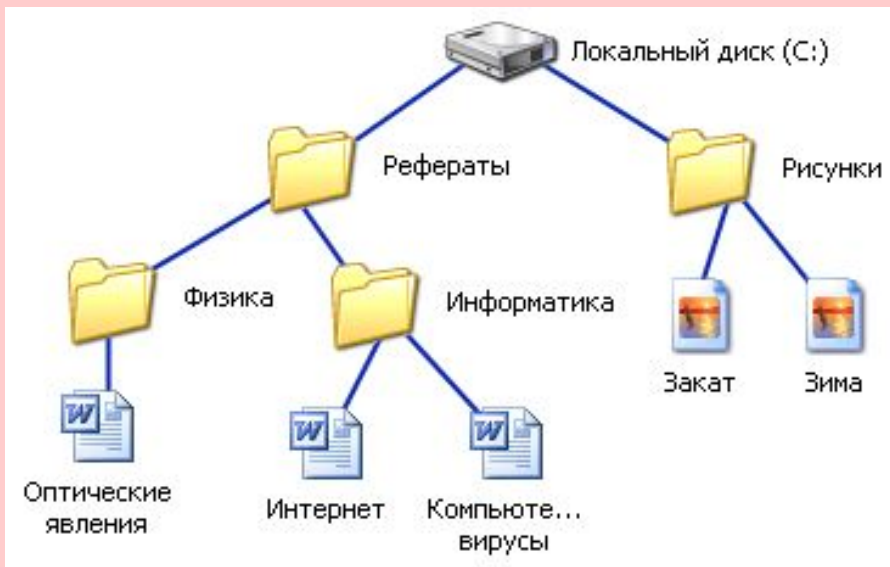 Локальный диск (C:)
Рефераты
Рисунки
Физика
Информатика
Закат
Зима
Оптические
явления
Интернет
Компьюте...
вирусы